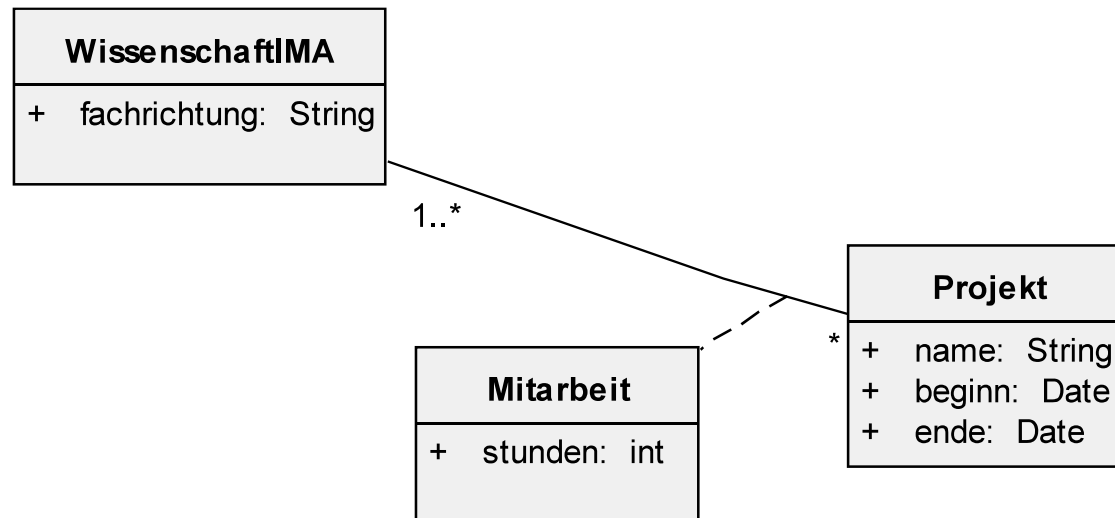 WissenschaftlMA
+ fachrichtung: String
1..*
Projekt
*
+ name: String
+ beginn: Date
+ ende: Date
Mitarbeit
+ stunden: int